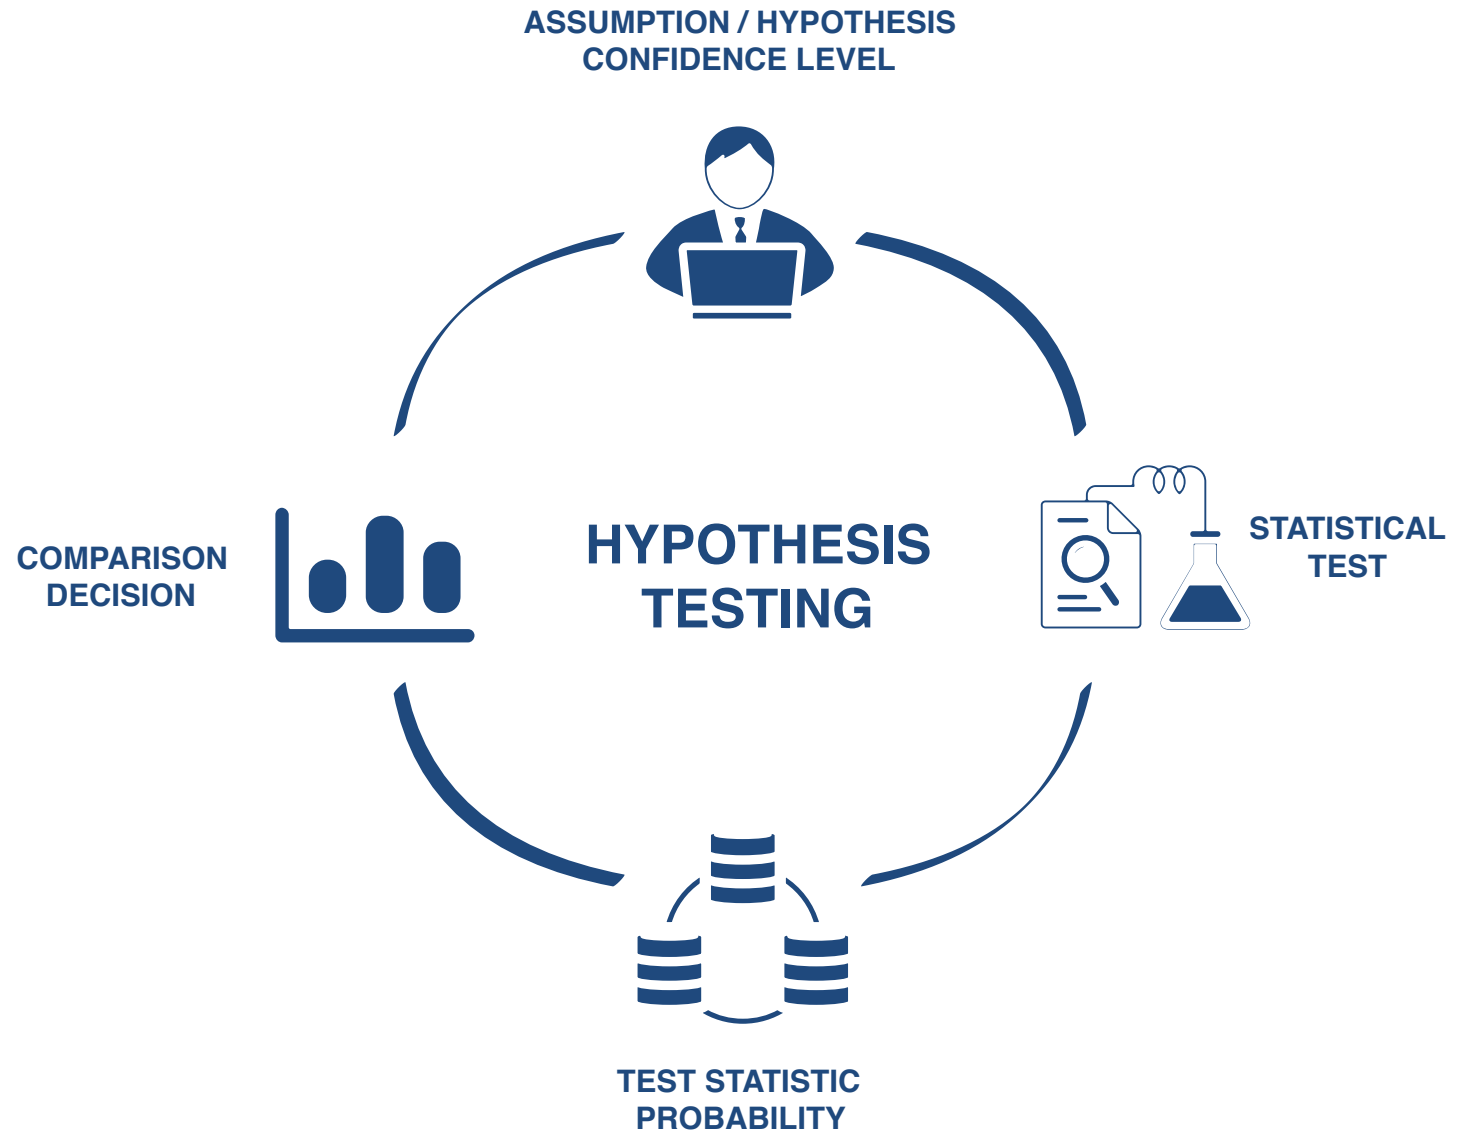 ASSUMPTION / HYPOTHESIS
CONFIDENCE LEVEL
HYPOTHESIS
TESTING
STATISTICAL
TEST
COMPARISON
DECISION
TEST STATISTIC
PROBABILITY